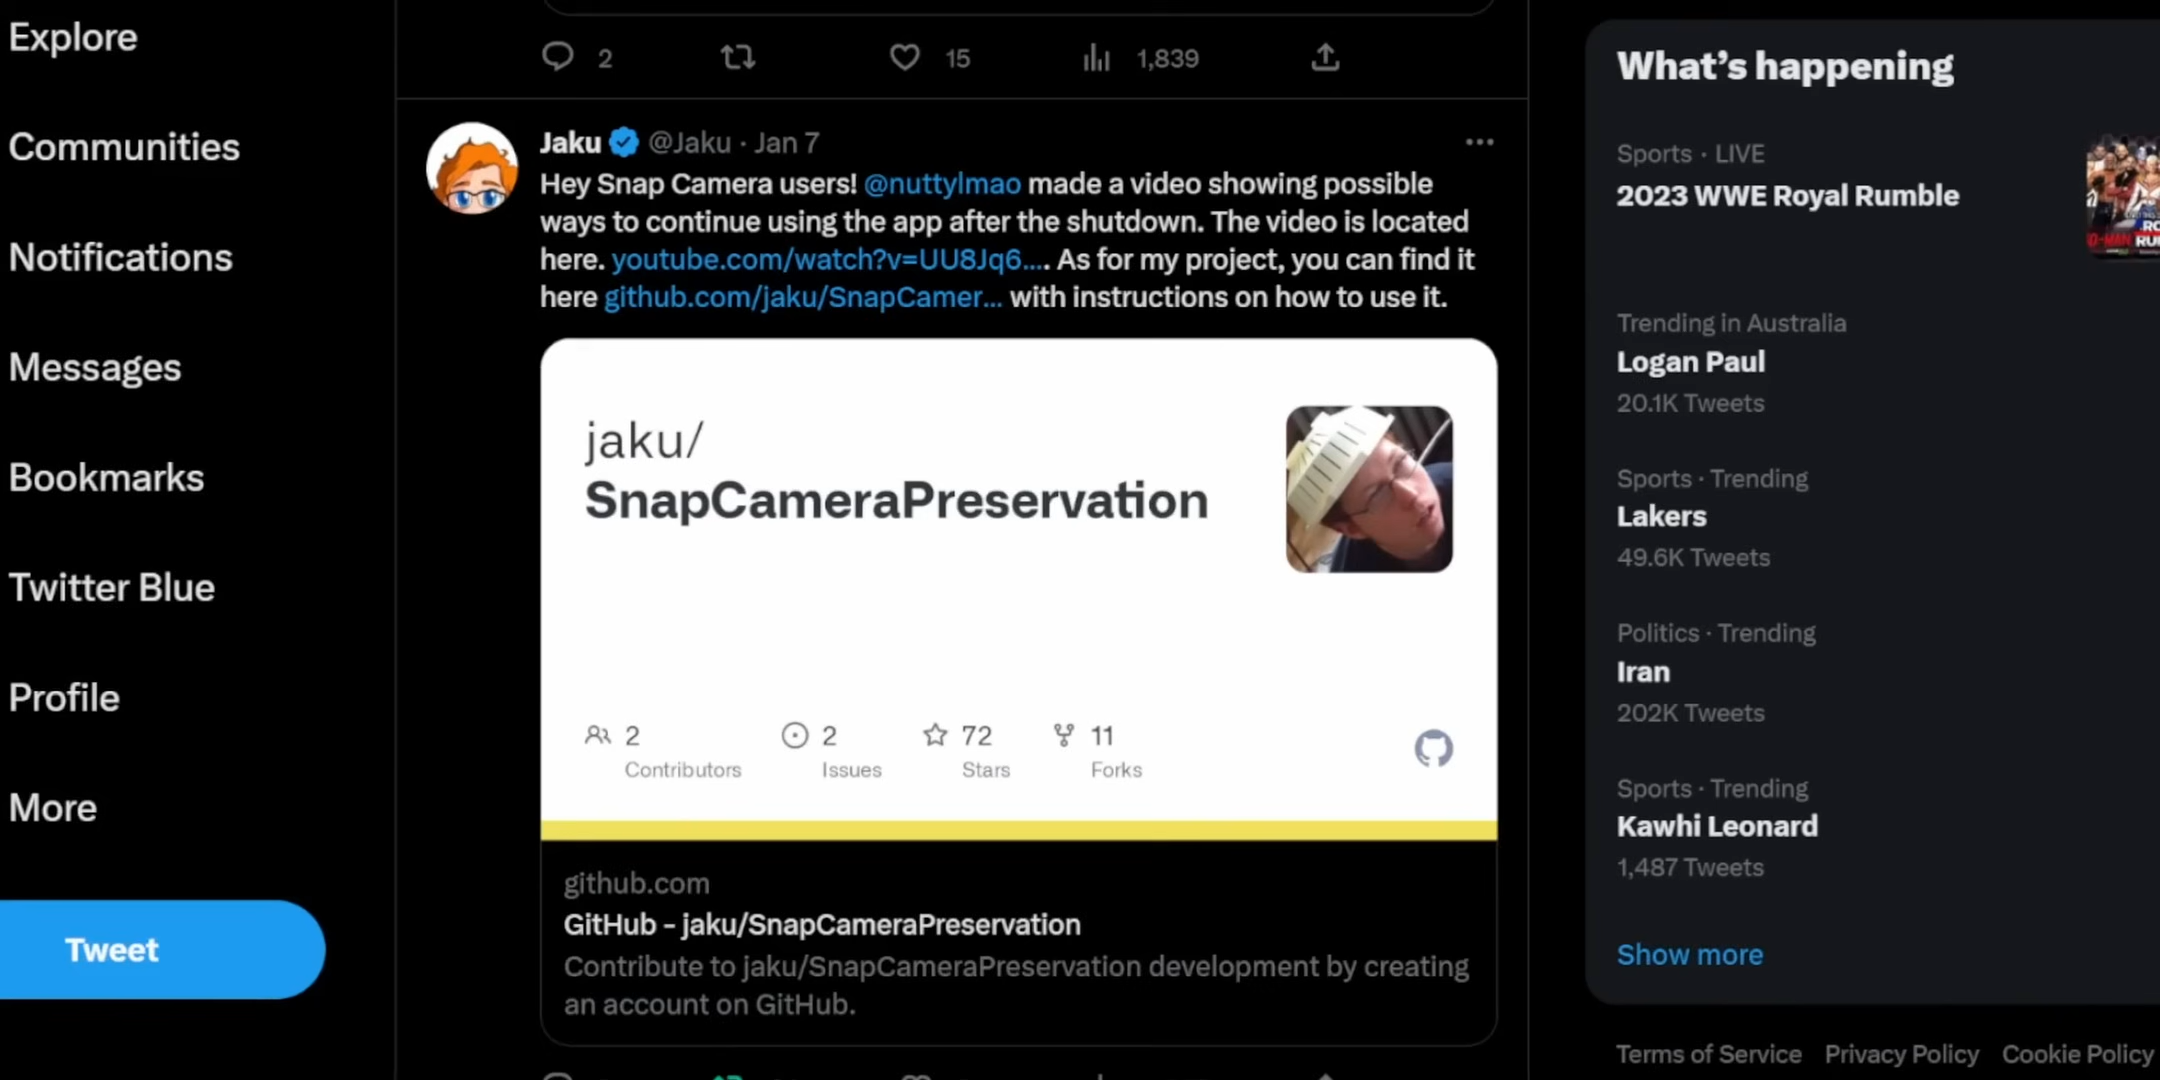 Explore
Communities
Notifications
Messages
Bookmarks
Twitter Blue
Profile
More
Tweet
2 15 1,839
Jaku @Jaku · Jan 7
Hey Snap Camera users! @nuttylmao made a video showing possible
ways to continue using the app after the shutdown. The video is located
here. youtube.com/watch?v=UU8Jq6.... As for my project, you can find it
here github.com/jaku/SnapCamer... with instructions on how to use it.
jaku/
SnapCameraPreservation
2 2 72 11
Contributors Issues Stars Forks
github.com
GitHub - jaku/SnapCameraPreservation
Contribute to jaku/SnapCameraPreservation development by creating
an account on GitHub.
What's happening
Sports · LIVE
2023 WWE Royal Rumble
Trending in Australia
Logan Paul
20.1K Tweets
Sports · Trending
Lakers
49.6K Tweets
Politics · Trending
Iran
202K Tweets
Sports · Trending
Kawhi Leonard
1,487 Tweets
Show more
Terms of Service Privacy Policy Cookie Policy